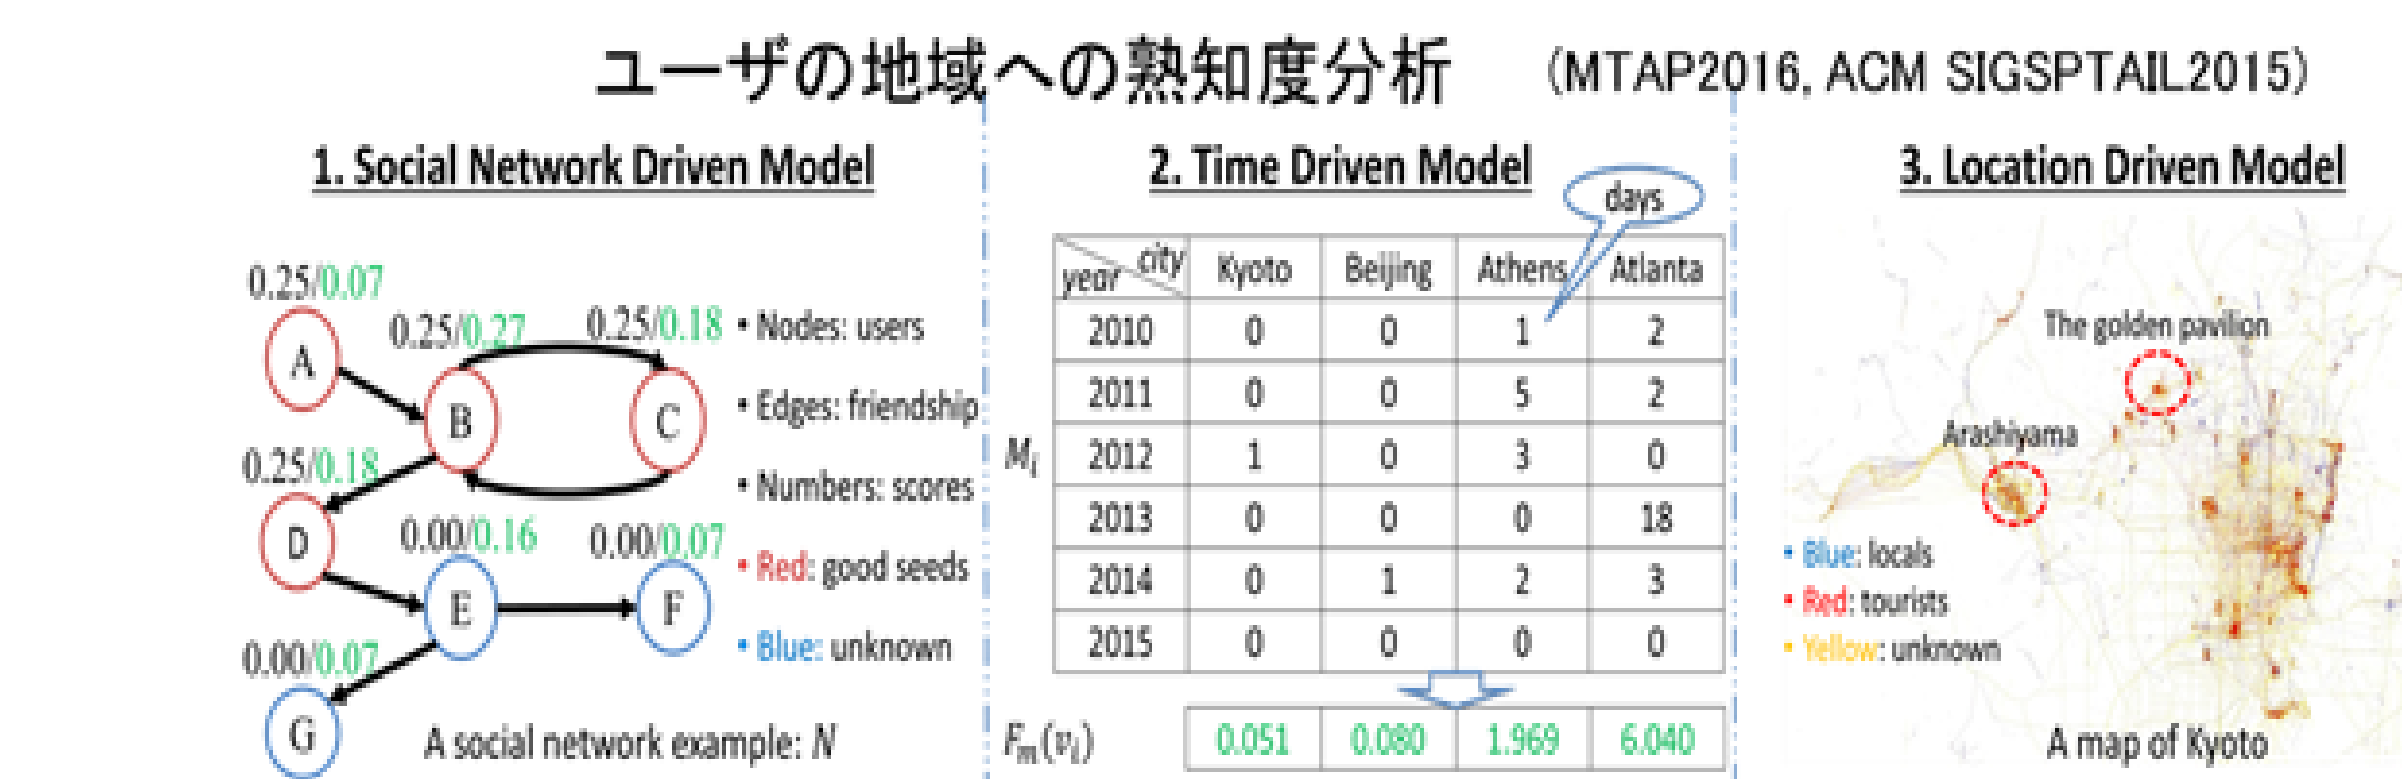 ユーザの地域への熟知度分析 (MTAP2016, ACM SIGSPTAIL2015)
1. Social Network Driven Model
0.25/0.07
A
0.25/0.27
B
0.25/0.18
C
0.25/0.18
D
0.00/0.16
E
0.00/0.07
F
0.00/0.07
G
• Nodes: users
• Edges: friendship
• Numbers: scores
• Red: good seeds
• Blue: unknown
A social network example: N
2. Time Driven Model
days
year city Kyoto Beijing Athens Atlanta
2010 0 0 1 2
2011 0 0 5 2
2012 1 0 3 0
2013 0 0 0 18
2014 0 1 2 3
2015 0 0 0 0
Mᵢ
Fₘ(vᵢ) 0.051 0.080 1.969 6.040
3. Location Driven Model
The golden pavilion
Arashiyama
• Blue: locals
• Red: tourists
• Yellow: unknown
A map of Kyoto